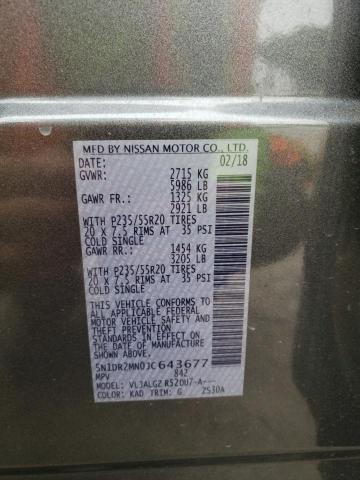 MFD BY NISSAN MOTOR CO., LTD.
DATE: 02/18
GVWR: 2715 KG
5986 LB
GAWR FR.: 1325 KG
2921 LB
WITH P235/55R20 TIRES
20 X 7.5 RIMS AT 35 PSI
COLD SINGLE
GAWR RR.: 1454 KG
3205 LB
WITH P235/55R20 TIRES
20 X 7.5 RIMS AT 35 PSI
COLD SINGLE
THIS VEHICLE CONFORMS TO
ALL APPLICABLE FEDERAL
MOTOR VEHICLE SAFETY AND
THEFT PREVENTION
STANDARDS IN EFFECT ON
THE DATE OF MANUFACTURE
SHOWN ABOVE.
5N1DR2MN0JC643677
MPV 842
MODEL: VLJALGZ R520U7-A---
COLOR: KAD TRIM: G 2S30A